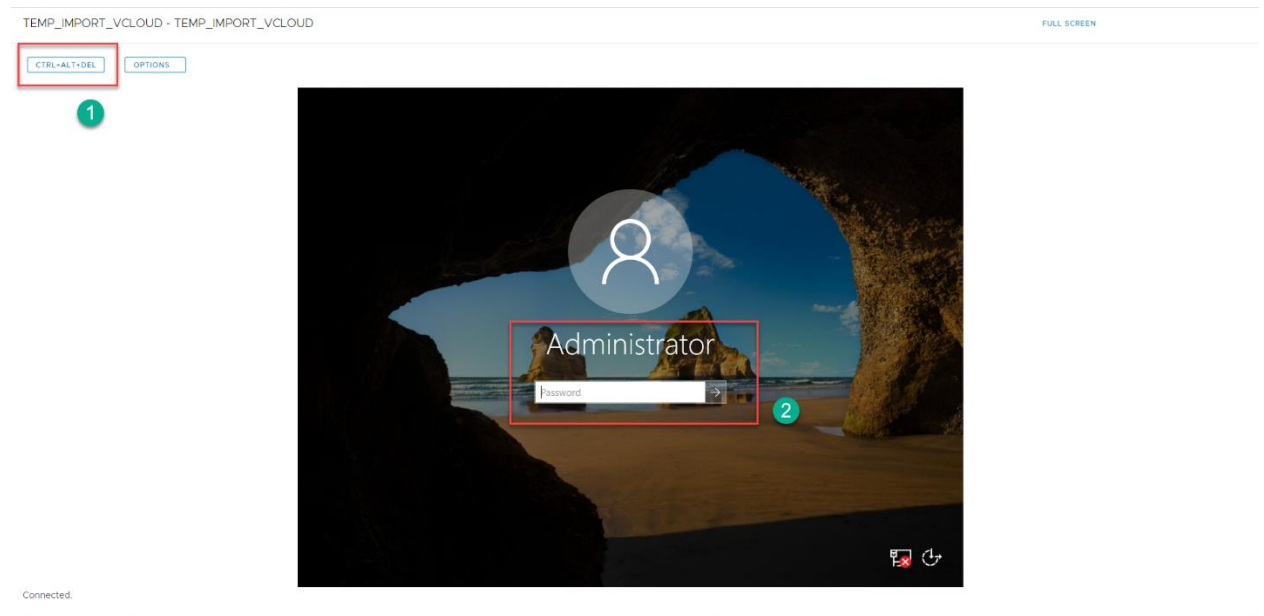 TEMP_IMPORT_VCLOUD - TEMP_IMPORT_VCLOUD
FULL SCREEN
CTRL+ALT+DEL
OPTIONS
1
Administrator
Password
2
Connected.